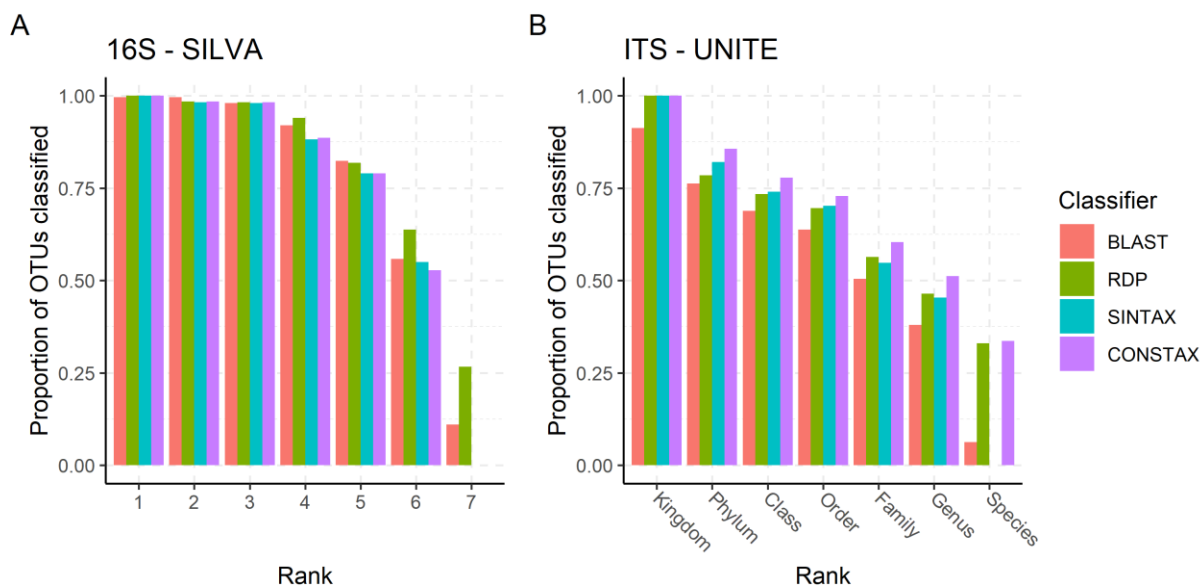 A
16S - SILVA
Proportion of OTUs classified
1.00
0.75
0.50
0.25
0.00
1 2 3 4 5 6 7
Rank
B
ITS - UNITE
Proportion of OTUs classified
1.00
0.75
0.50
0.25
0.00
Kingdom Phylum Class Order Family Genus Species
Rank
Classifier
BLAST
RDP
SINTAX
CONSTAX